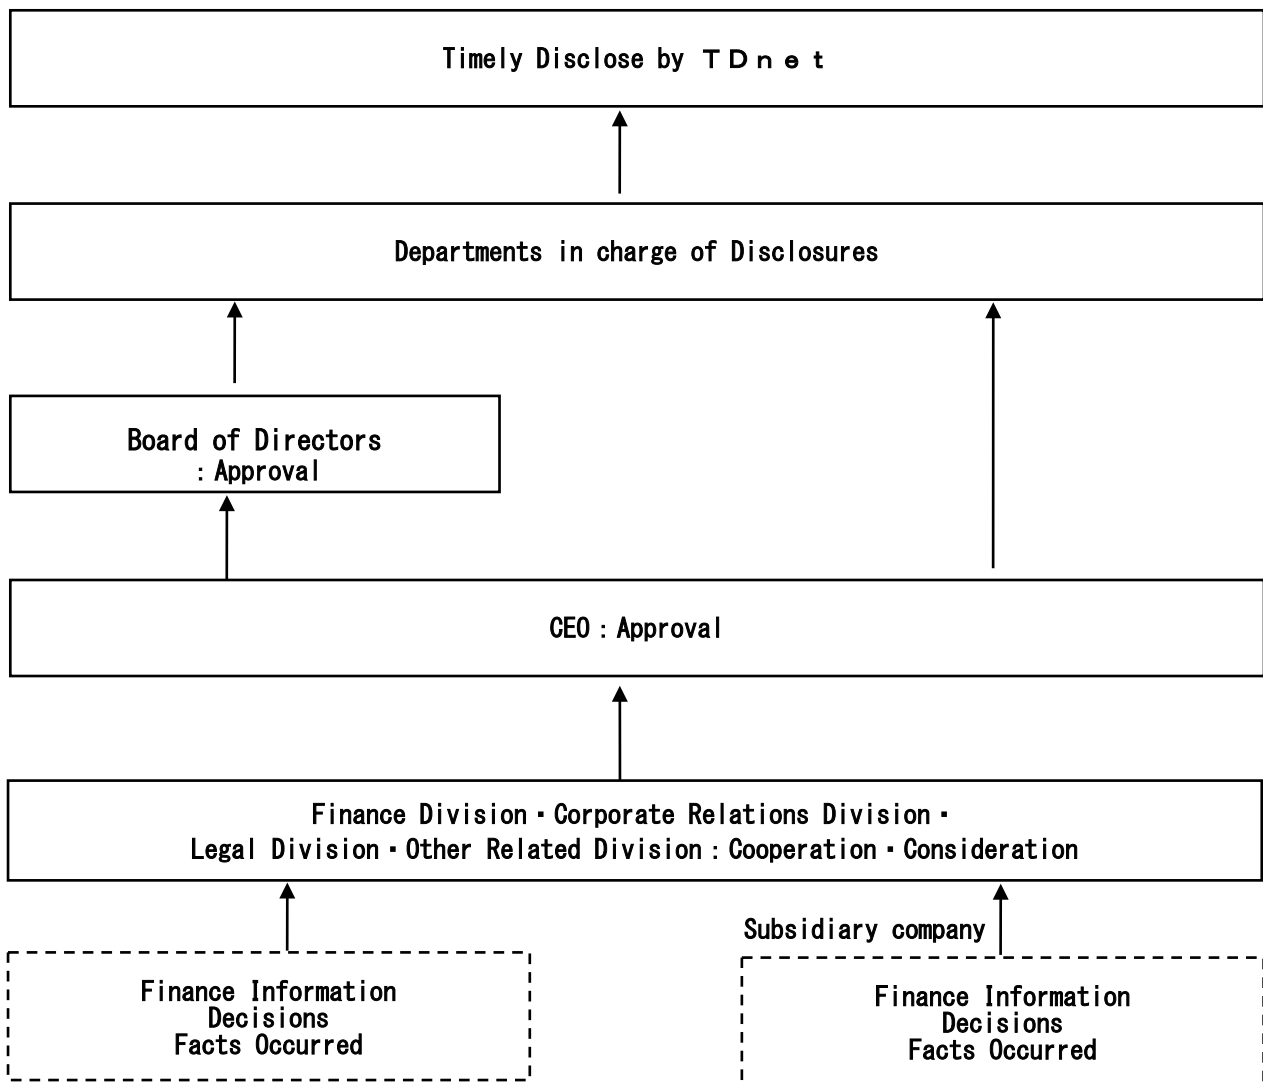 Timely Disclose by ＴＤｎｅｔ
Departments in charge of Disclosures
Board of Directors
：Approval
CEO：Approval
Finance Division・Corporate Relations Division・
Legal Division・Other Related Division：Cooperation・Consideration
Subsidiary company
Finance Information
Decisions
Facts Occurred
Finance Information
Decisions
Facts Occurred